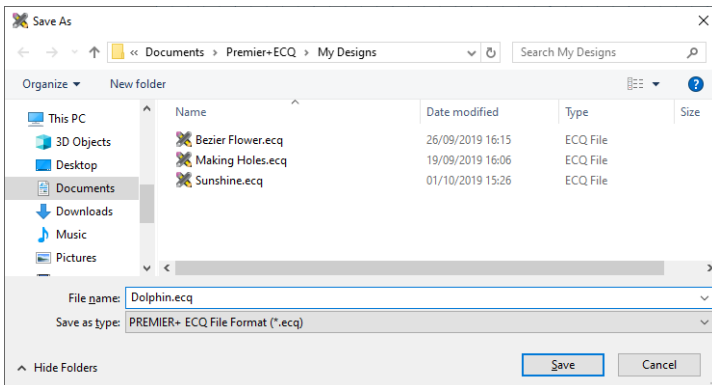 Save As
« Documents › Premier+ECQ › My Designs
Search My Designs
Organize
New folder
?
Name Date modified Type Size
This PC
3D Objects
Desktop
Documents
Downloads
Music
Pictures
Bezier Flower.ecq 26/09/2019 16:15 ECQ File
Making Holes.ecq 19/09/2019 16:06 ECQ File
Sunshine.ecq 01/10/2019 15:26 ECQ File
File name: Dolphin.ecq
Save as type: PREMIER+ ECQ File Format (*.ecq)
Hide Folders
Save
Cancel